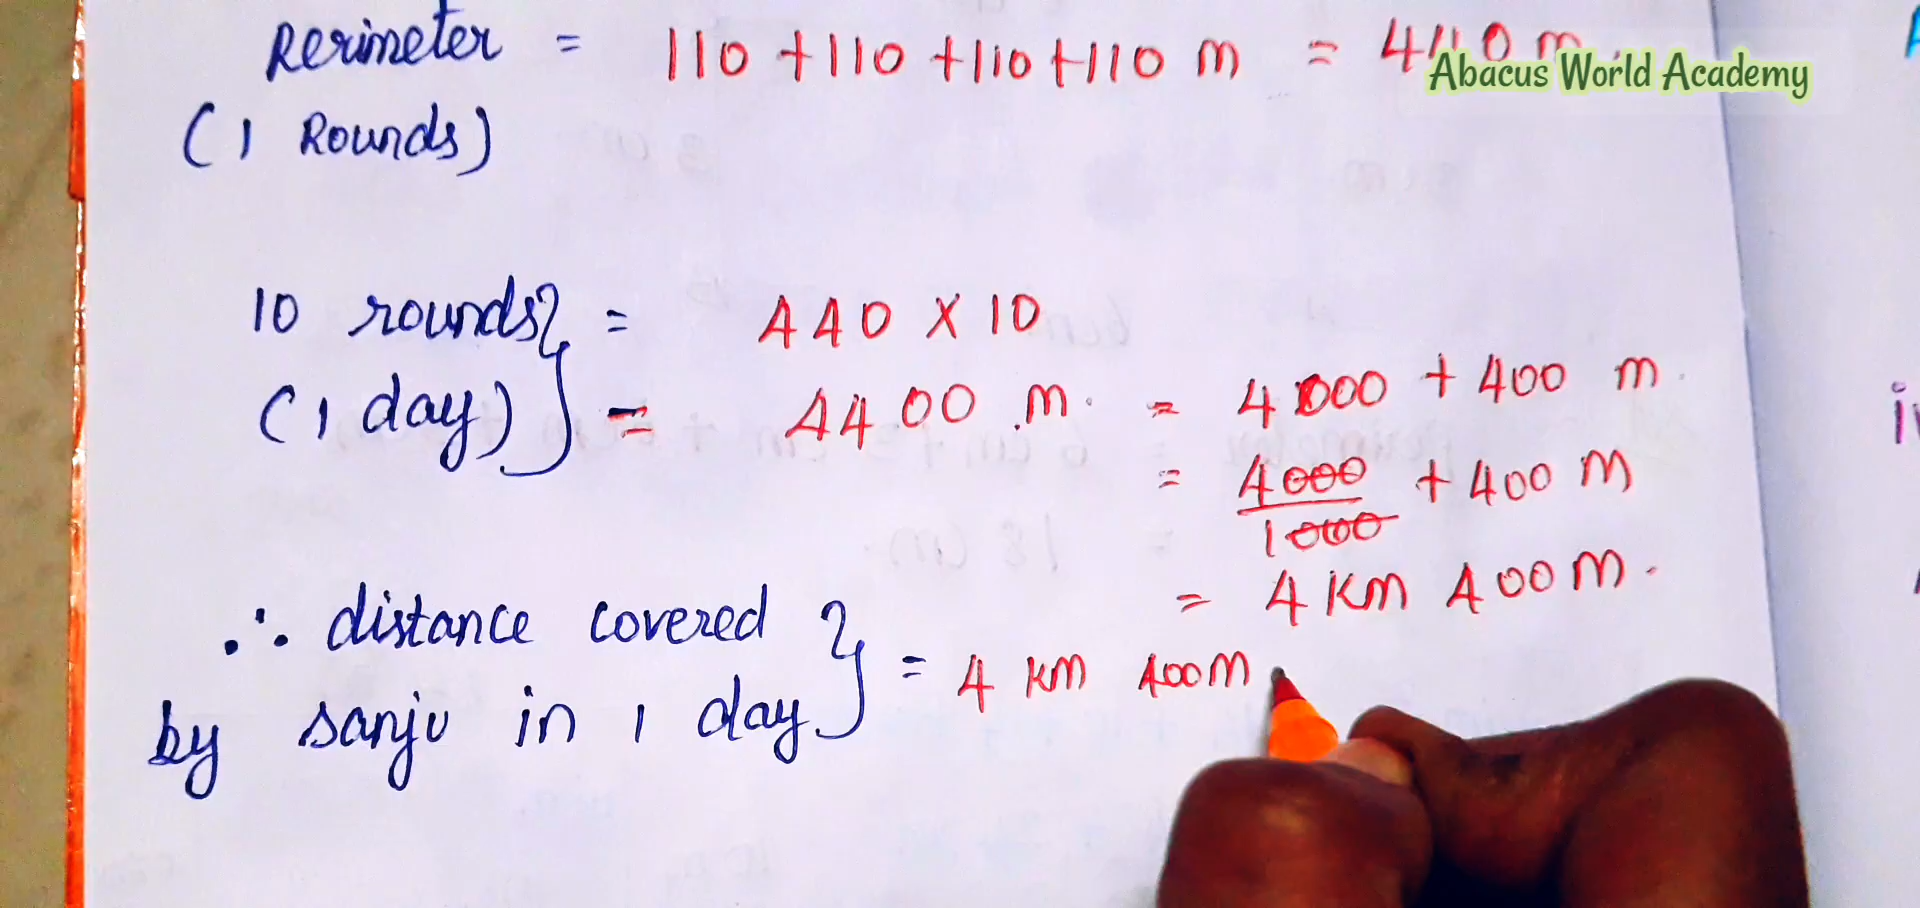 Perimeter = 110 +110 +110+110 m = 440 m.
Abacus World Academy
(1 Rounds)
10 rounds} = 440 X 10
(1 day)} = 4400 m. = 4000 + 400 m.
= 4000/1000 + 400 m
= 4 km 400 m.
∴ distance covered } = 4 km 400m
by sanju in 1 day